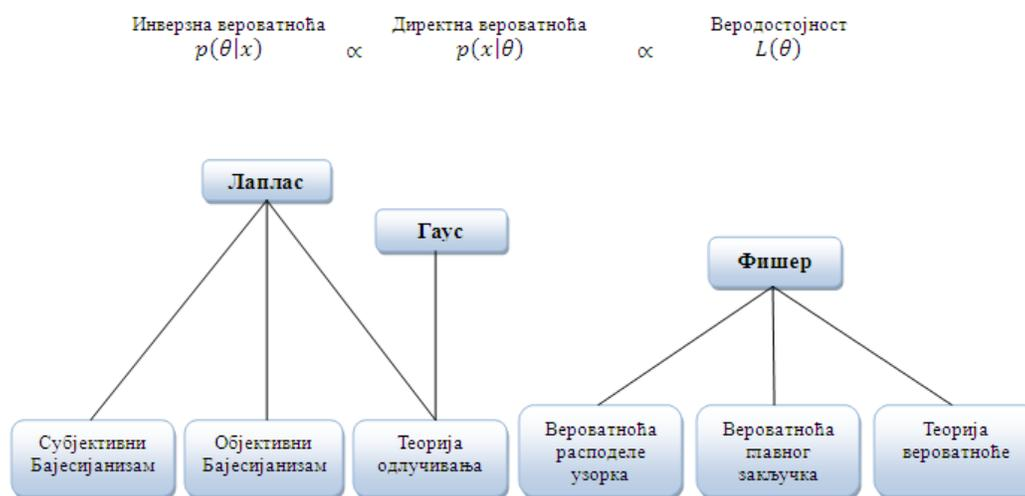 Инверзна вероватноћа
Директна вероватноћа
Веродостојност
p(θ|x) ∝ p(x|θ) ∝ L(θ)
Лаплас
Гаус
Фишер
Субјективни
Бајесијанизам
Објективни
Бајесијанизам
Теорија
одлучивања
Вероватноћа
расподеле
узорка
Вероватноћа
главног
закључка
Теорија
вероватноће